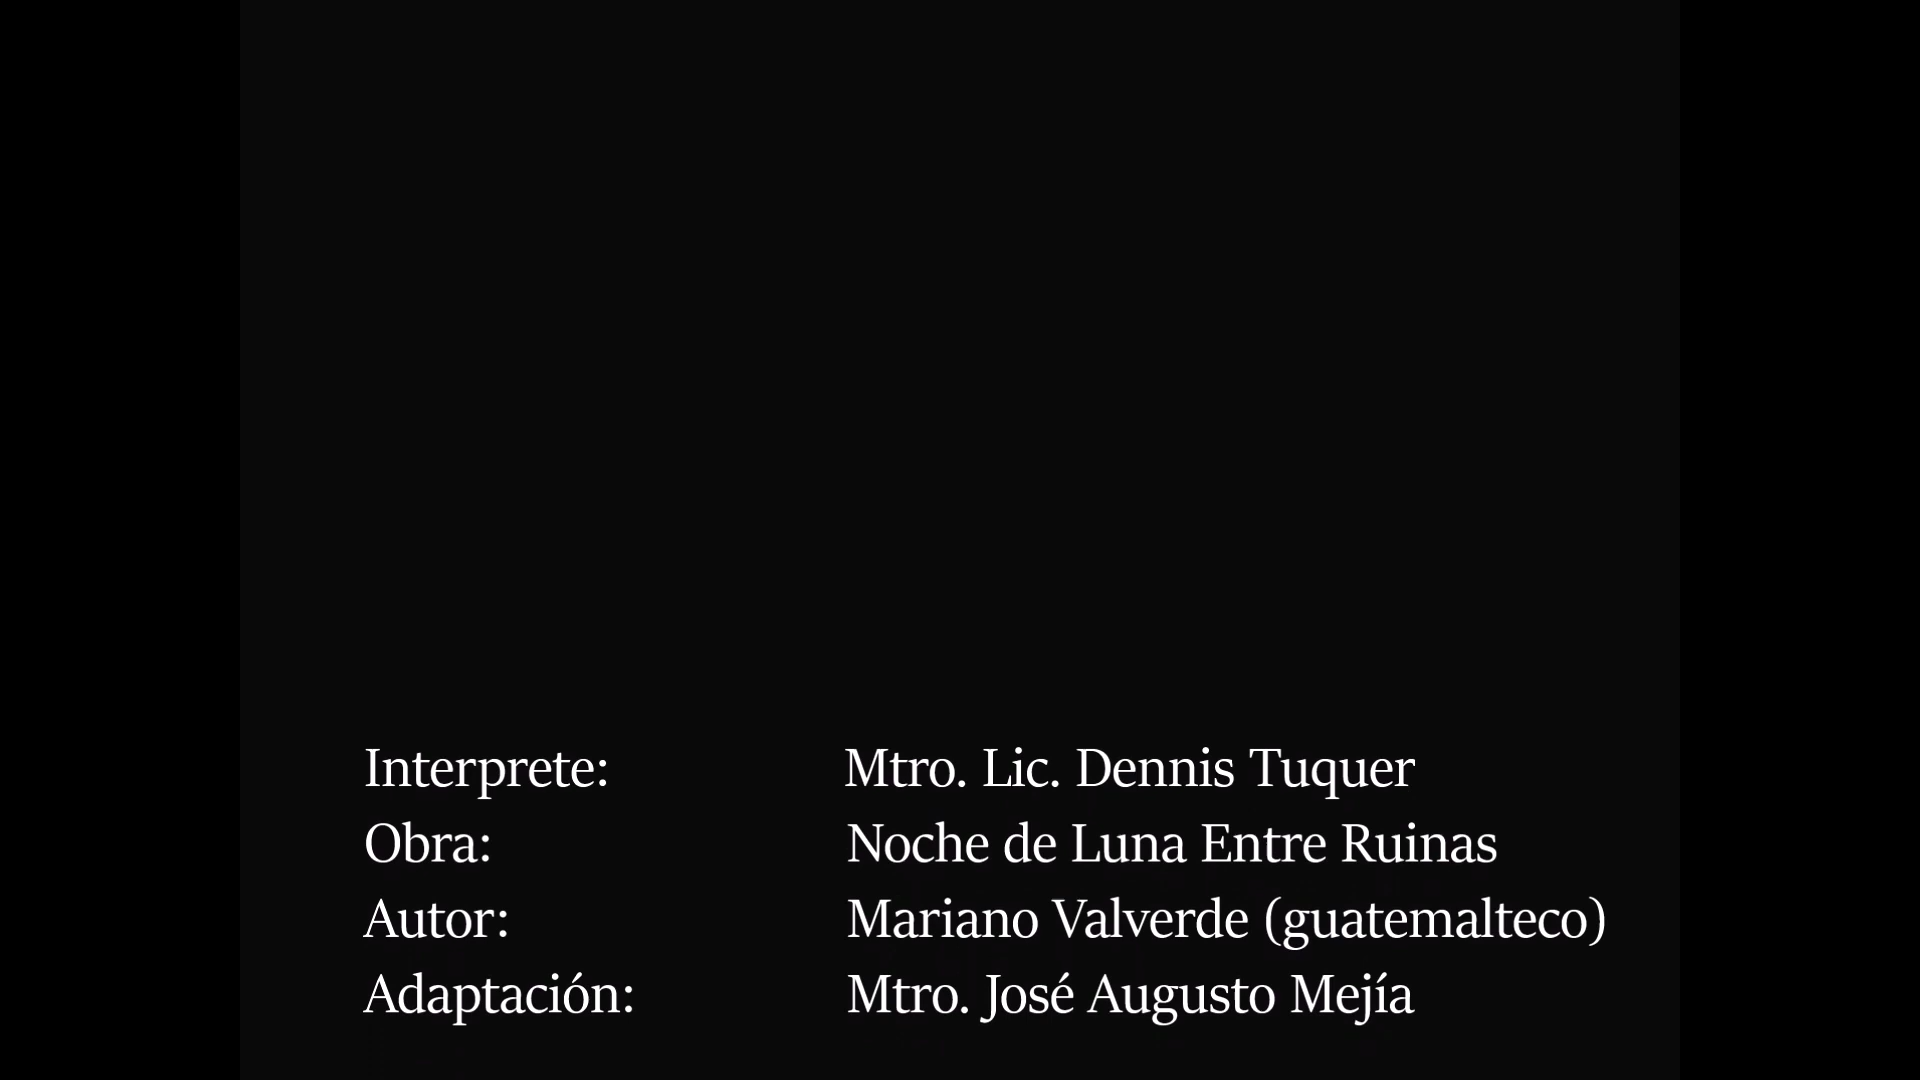 Interprete: Mtro. Lic. Dennis Tuquer
Obra: Noche de Luna Entre Ruinas
Autor: Mariano Valverde (guatemalteco)
Adaptación: Mtro. José Augusto Mejía